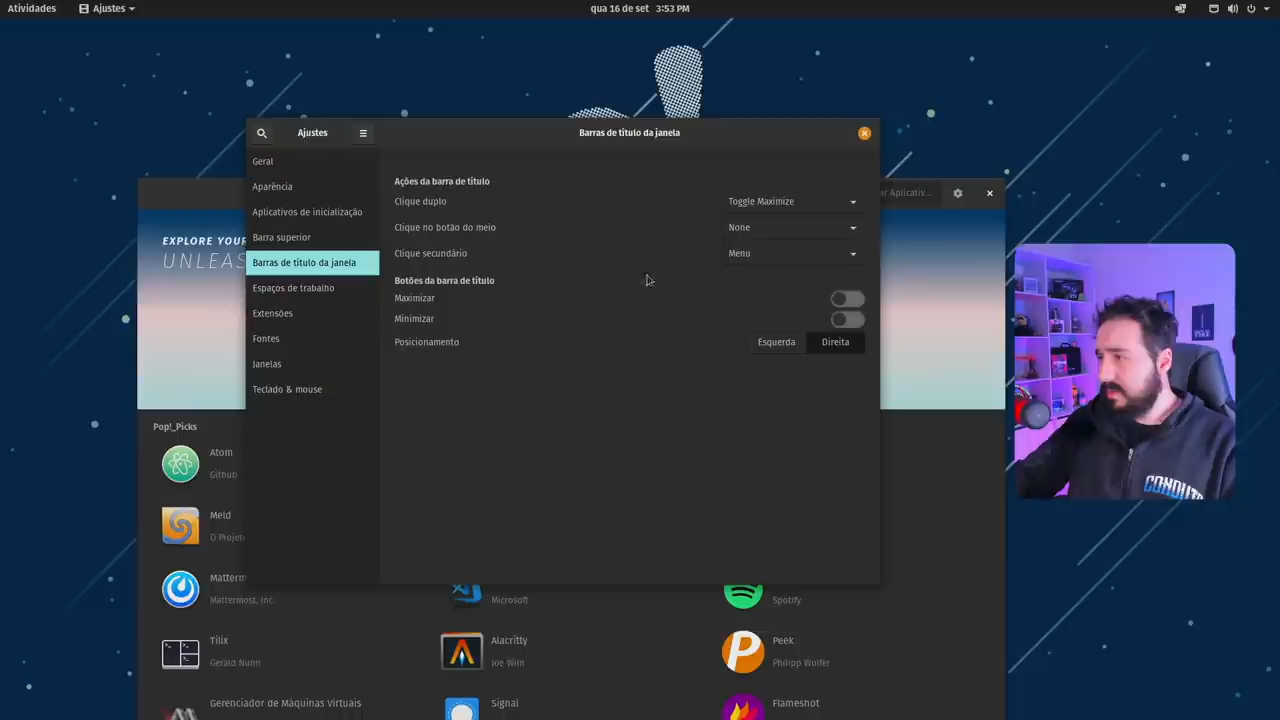 Atividades
Ajustes
qua 16 de set 3:53 PM
Ajustes
Barras de título da janela
Geral
Aparência
Aplicativos de inicialização
Barra superior
Barras de título da janela
Espaços de trabalho
Extensões
Fontes
Janelas
Teclado & mouse
Ações da barra de título
Clique duplo
Toggle Maximize
Clique no botão do meio
None
Clique secundário
Menu
Botões da barra de título
Maximizar
Minimizar
Posicionamento
Esquerda
Direita
ar Aplicativ...
EXPLORE YOUR
UNLEAS
Pop!_Picks
Atom
GitHub
Meld
O Projet
Matterm
Mattermost, Inc.
Microsoft
Spotify
Tilix
Gerald Nunn
Alacritty
Joe Wilm
Peek
Philipp Wolfer
Gerenciador de Máquinas Virtuais
Signal
Flameshot